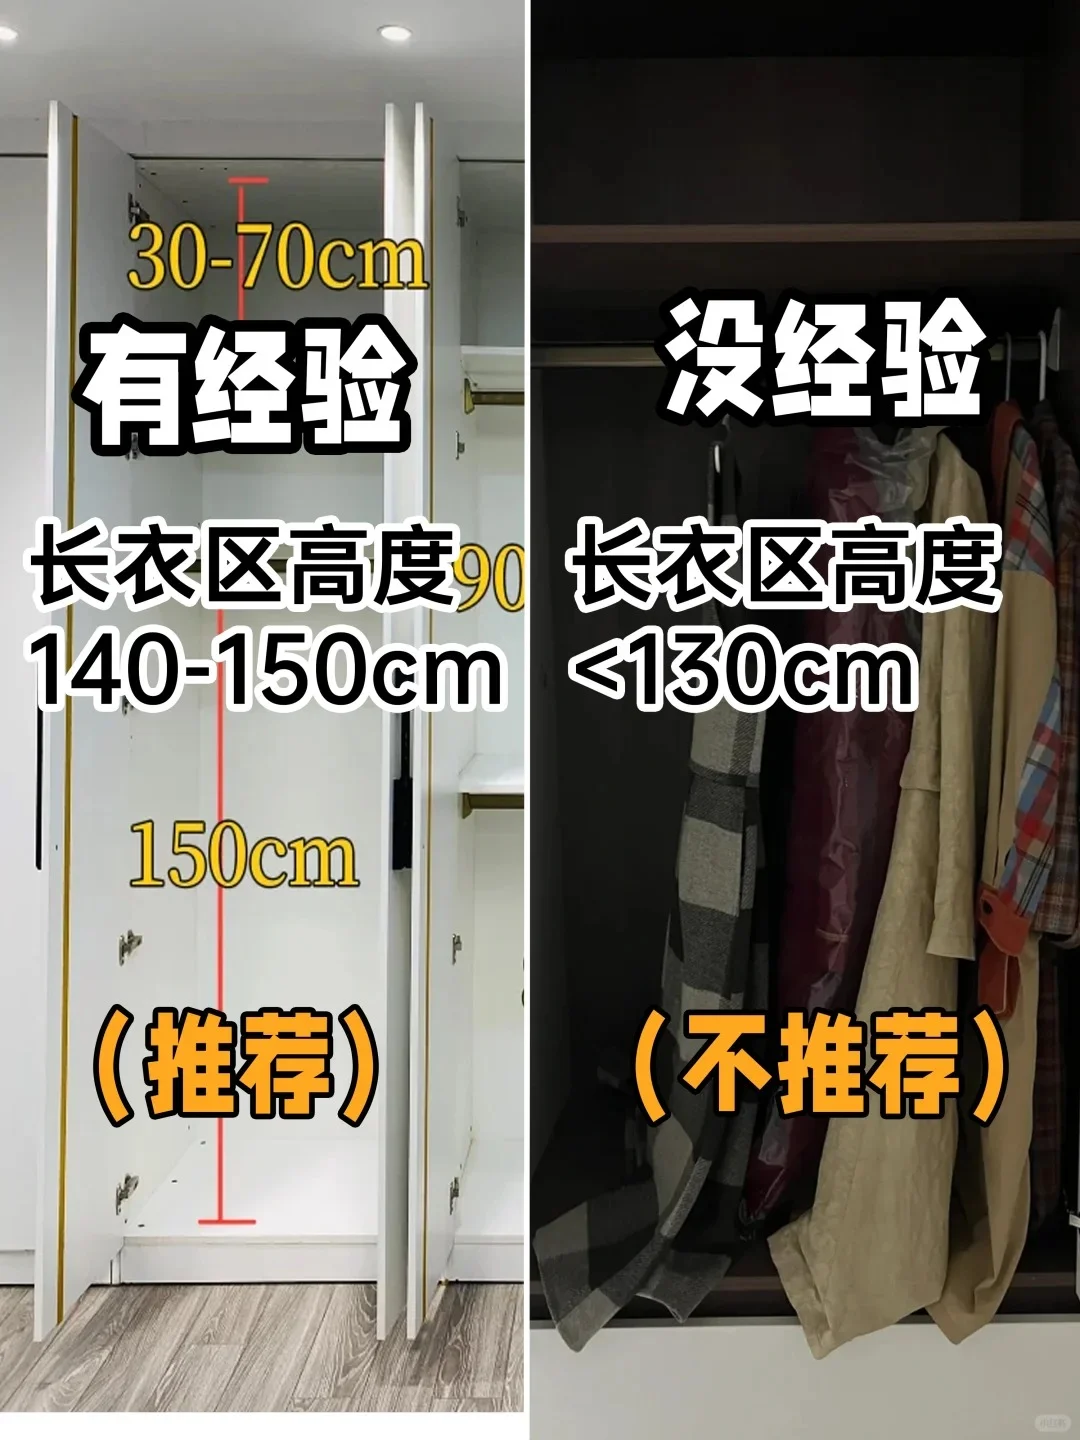 30-70cm
有经验
长衣区高度
140-150cm
90
150cm
（推荐）
没经验
长衣区高度
<130cm
（不推荐）